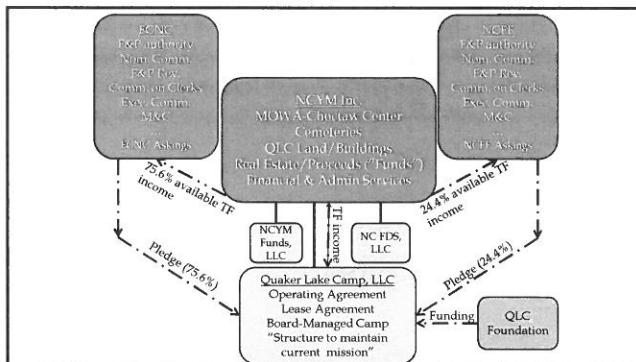 FCNC
F&P authority
Nom. Comm.
F&P Rev.
Comm. on Clerks
Exec. Comm.
M&C
...
FCNC Askings
NCYM Inc.
MOWA-Choctaw Center
Cemeteries
QLC Land/Buildings
Real Estate/Proceeds ("Funds")
Financial & Admin Services
NCFF
F&P authority
Nom. Comm.
F&P Rev.
Comm. on Clerks
Exec. Comm.
M&C
...
NCFF Askings
75.6% available TF
income
24.4% available TF
income
NCYM
Funds,
LLC
TF income
NC FDS,
LLC
Pledge (75.6%)
Pledge (24.4%)
Quaker Lake Camp, LLC
Operating Agreement
Lease Agreement
Board-Managed Camp
"Structure to maintain
current mission"
Funding
QLC
Foundation